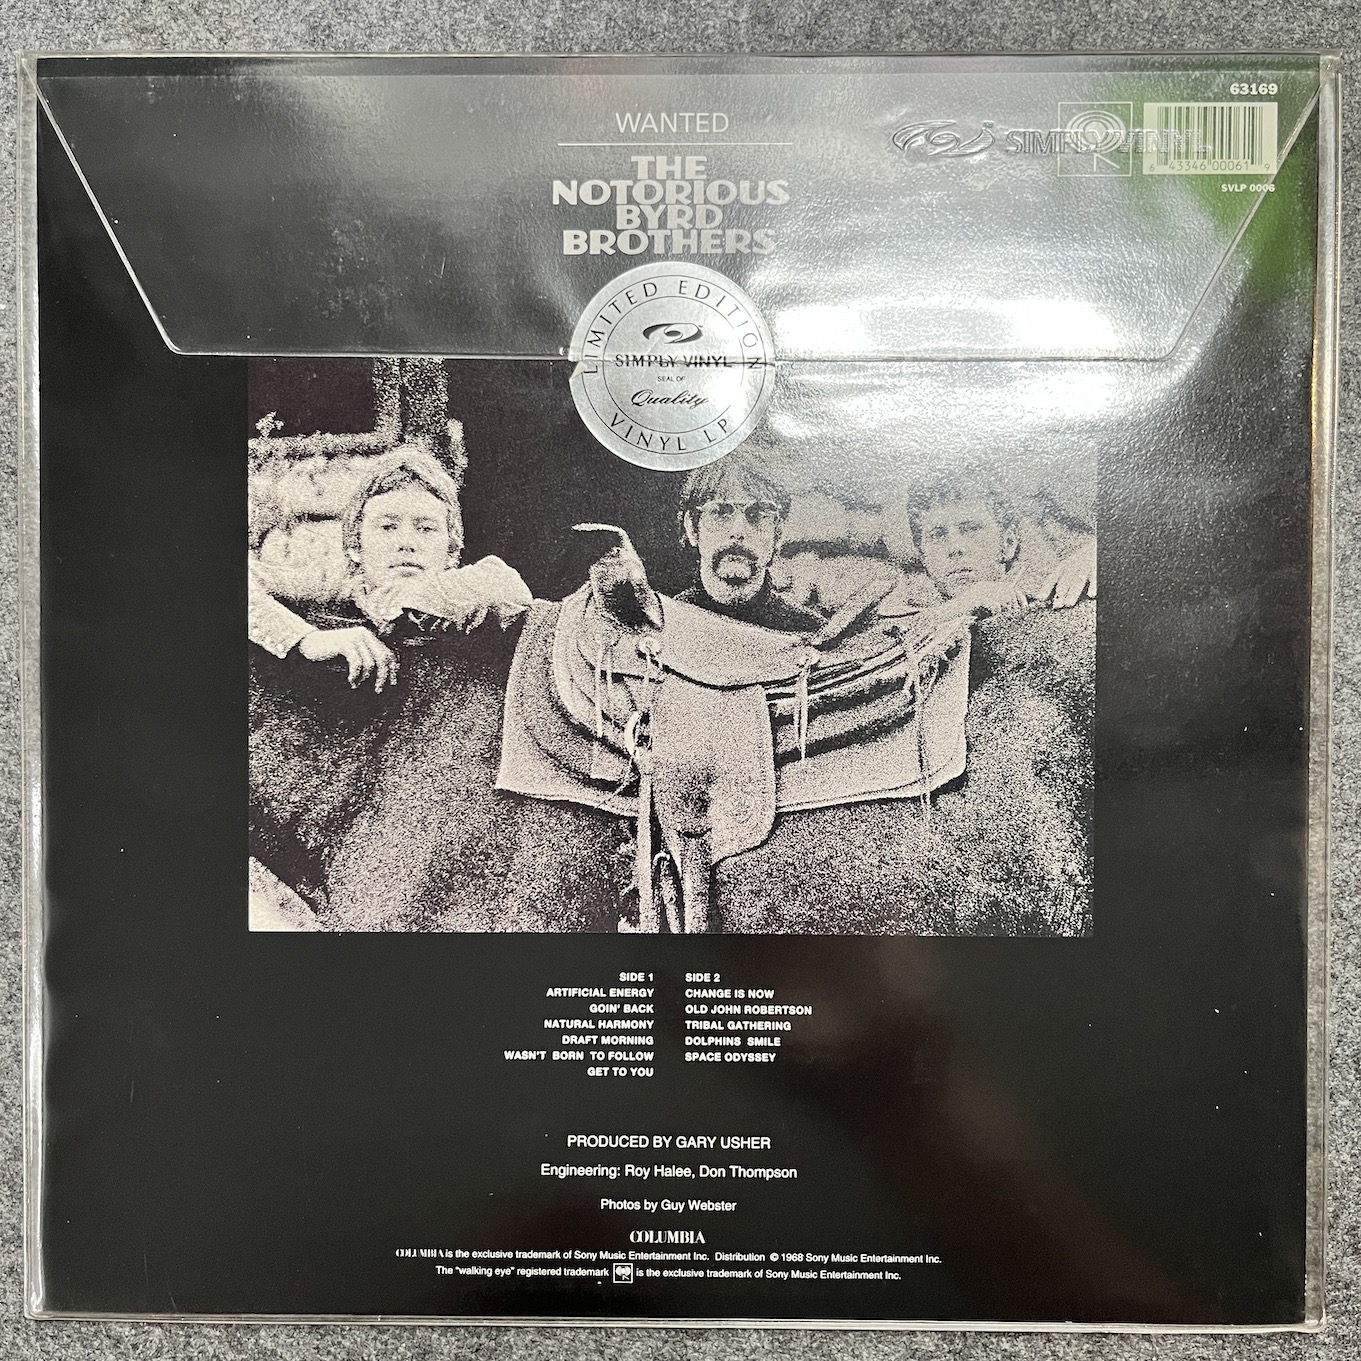 63169
WANTED
THE
NOTORIOUS
BYRD
BROTHERS
SIMPLY VINYL
6 43346 00061 9
SVLP 0006
LIMITED EDITION
SIMPLY VINYL
SEAL OF
Quality
VINYL LP
SIDE 1
ARTIFICIAL ENERGY
GOIN' BACK
NATURAL HARMONY
DRAFT MORNING
WASN'T BORN TO FOLLOW
GET TO YOU
SIDE 2
CHANGE IS NOW
OLD JOHN ROBERTSON
TRIBAL GATHERING
DOLPHINS SMILE
SPACE ODYSSEY
PRODUCED BY GARY USHER
Engineering: Roy Halee, Don Thompson
Photos by Guy Webster
COLUMBIA
COLUMBIA is the exclusive trademark of Sony Music Entertainment Inc. Distribution © 1968 Sony Music Entertainment Inc.
The "walking eye" registered trademark is the exclusive trademark of Sony Music Entertainment Inc.